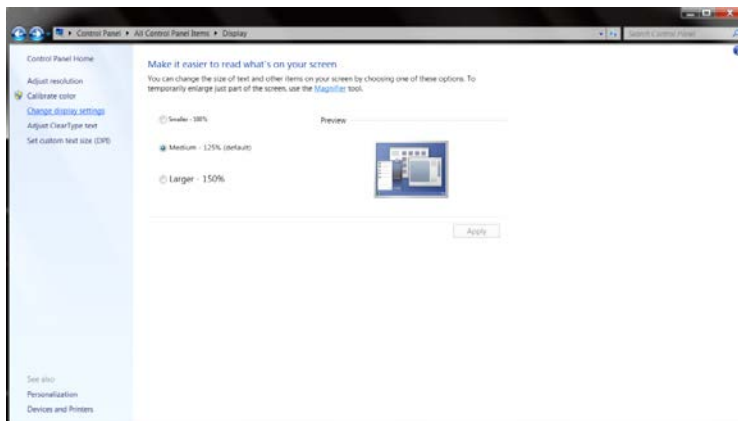 Control Panel ▸ All Control Panel Items ▸ Display
Search Control Panel
Control Panel Home
Adjust resolution
Calibrate color
Change display settings
Adjust ClearType text
Set custom text size (DPI)
See also
Personalization
Devices and Printers
Make it easier to read what's on your screen
You can change the size of text and other items on your screen by choosing one of these options. To
temporarily enlarge just part of the screen, use the Magnifier tool.
Smaller - 100%
Preview
Medium - 125% (default)
Larger - 150%
Apply